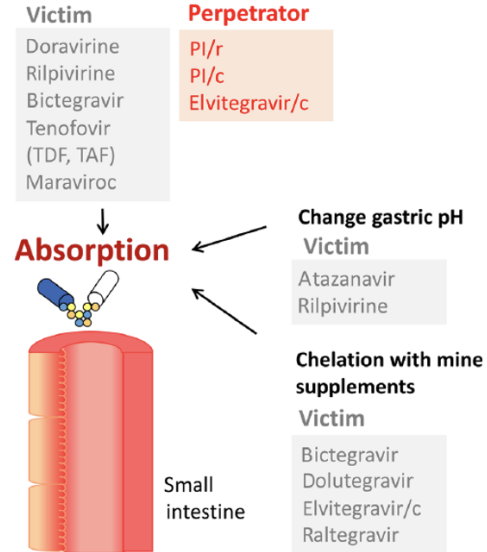 Victim
Doravirine
Rilpivirine
Bictegravir
Tenofovir
(TDF, TAF)
Maraviroc
Perpetrator
PI/r
PI/c
Elvitegravir/c
Absorption
Change gastric pH
Victim
Atazanavir
Rilpivirine
Chelation with mine
supplements
Victim
Bictegravir
Dolutegravir
Elvitegravir/c
Raltegravir
Small
intestine